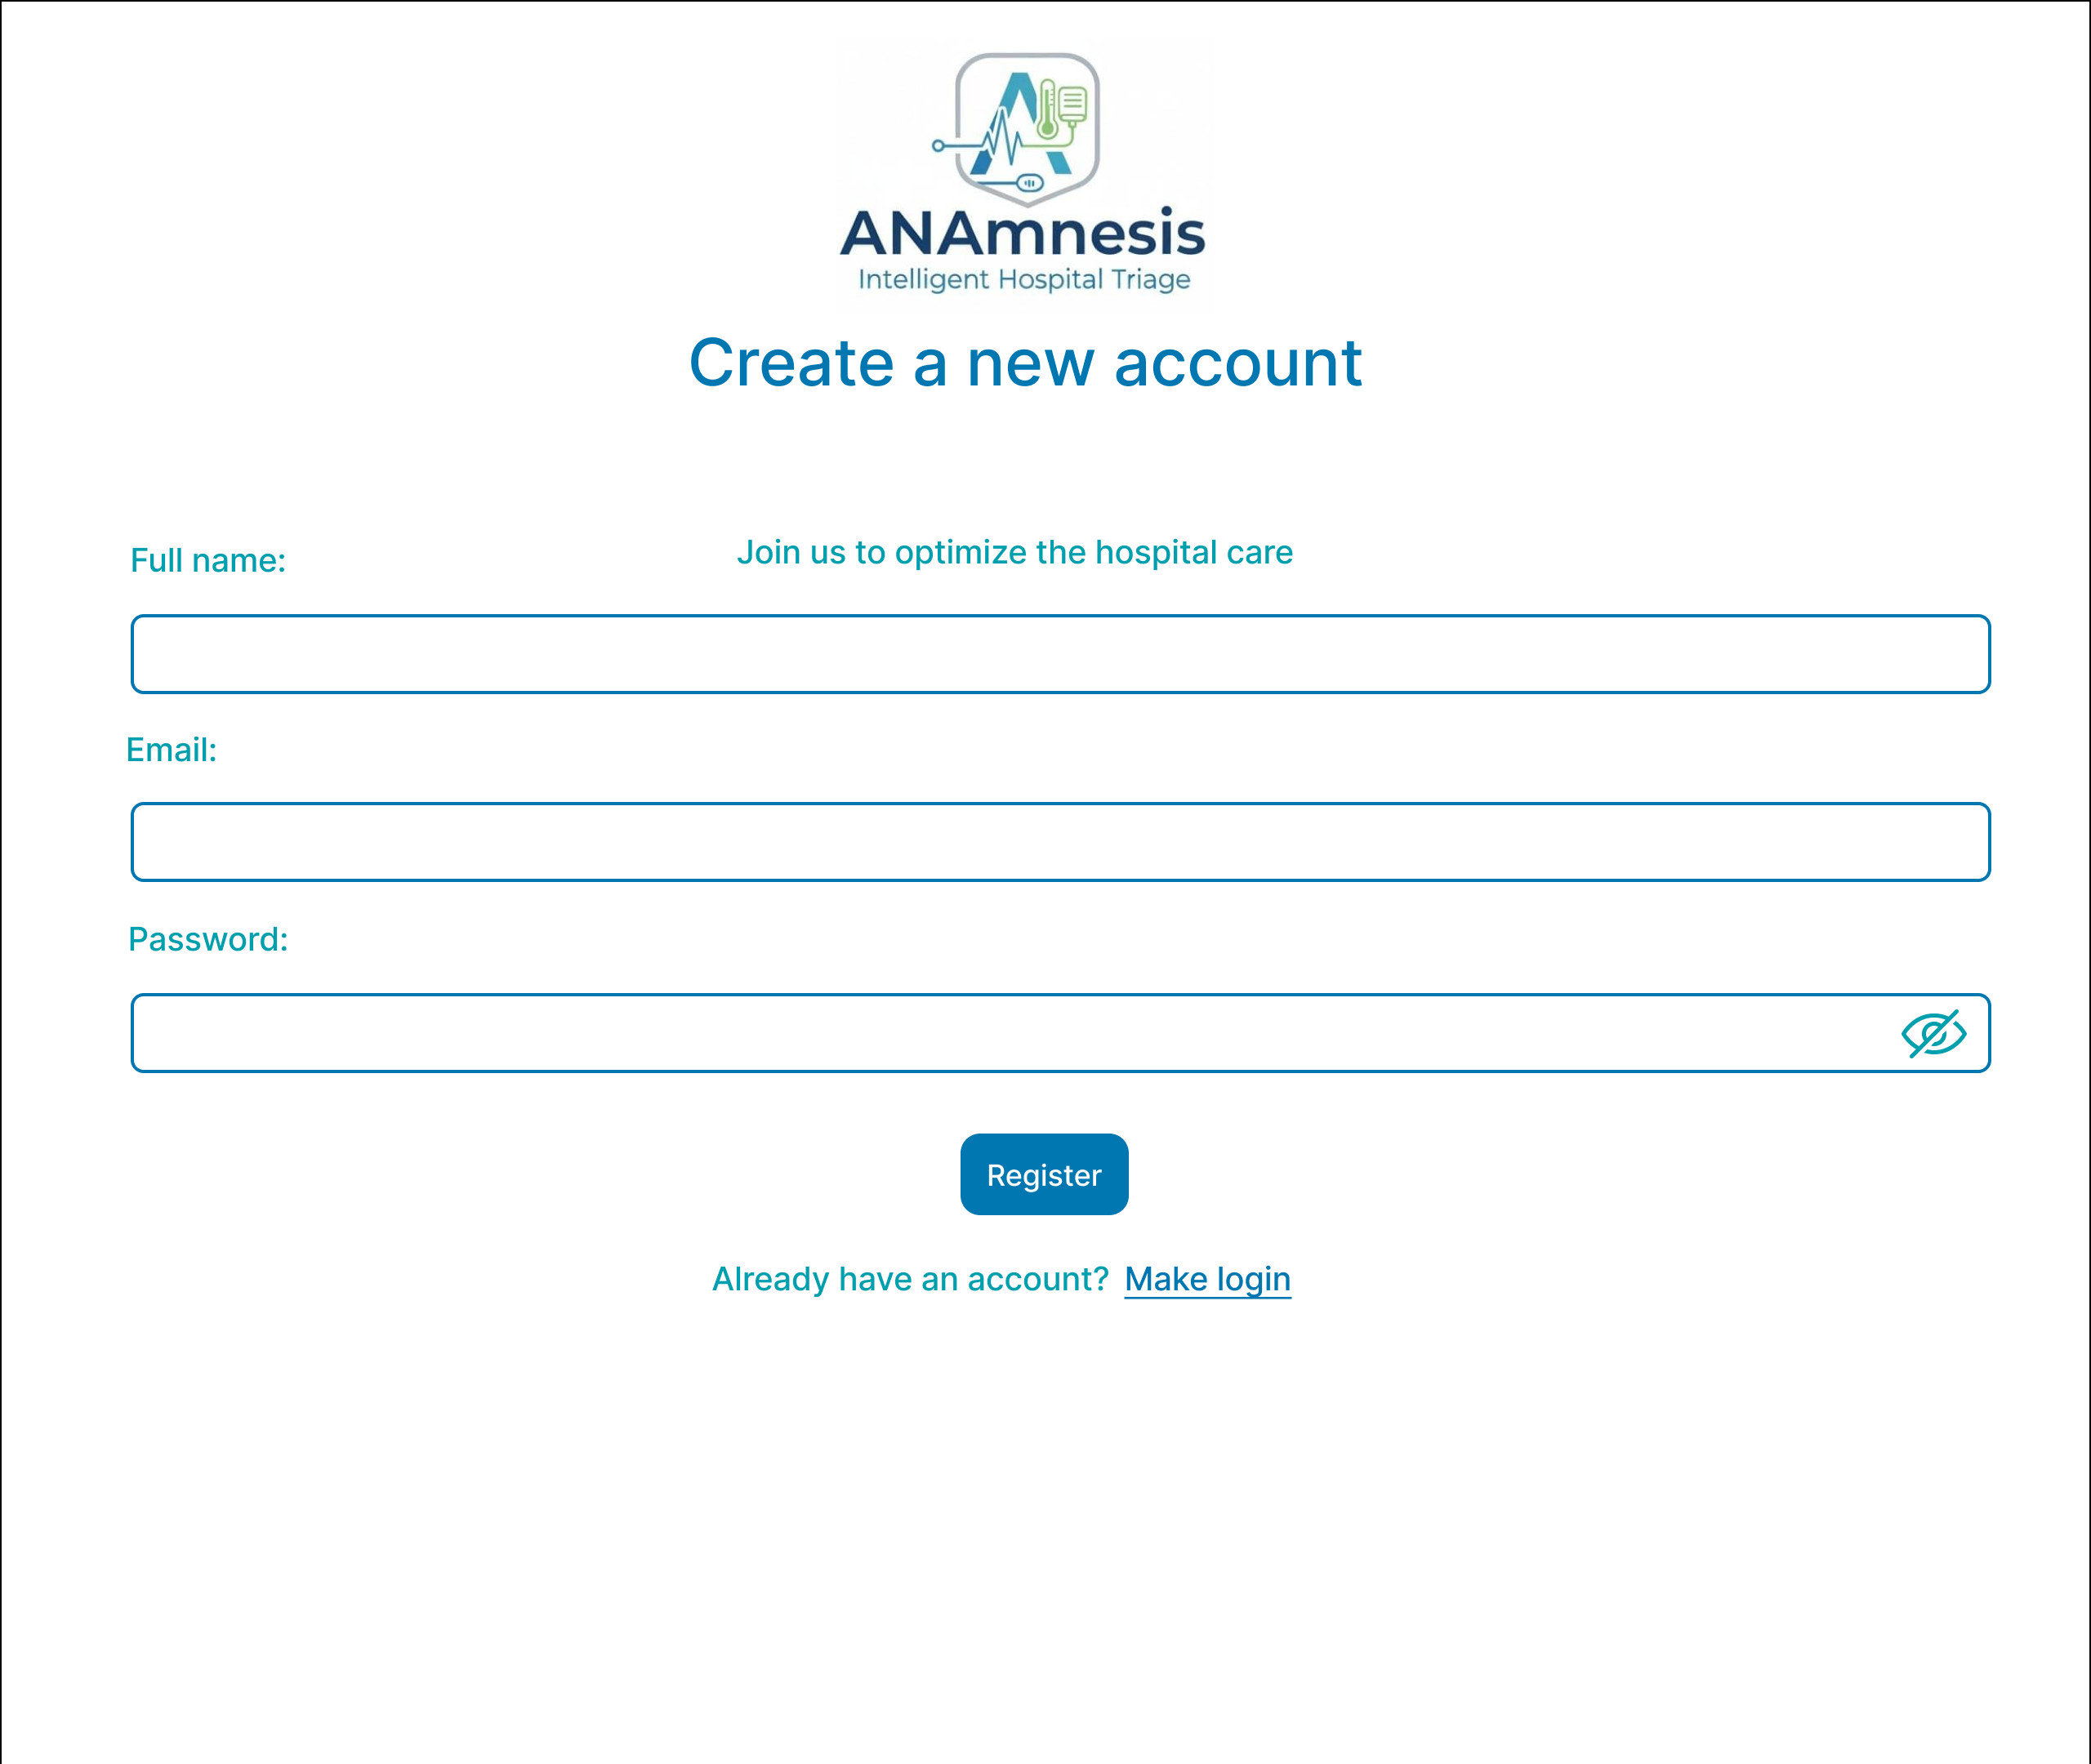 ANAmnesis
Intelligent Hospital Triage
Create a new account
Join us to optimize the hospital care
Full name:
Email:
Password:
Register
Already have an account? Make login